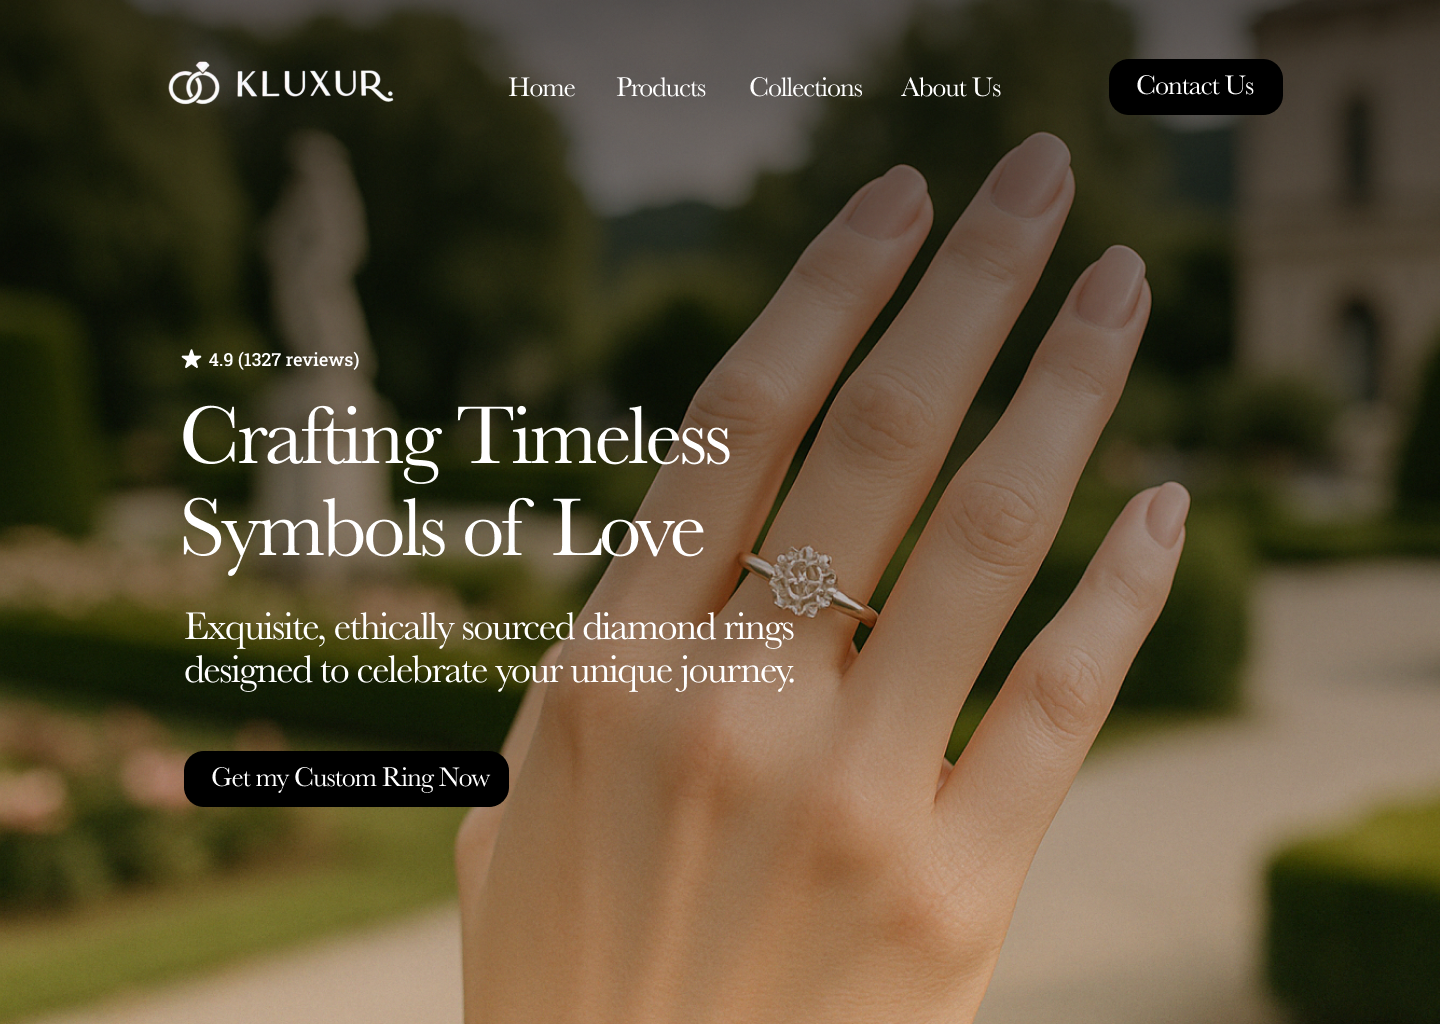 KLUXUR.
Home
Products
Collections
About Us
Contact Us
4.9 (1327 reviews)
Crafting Timeless
Symbols of Love
Exquisite, ethically sourced diamond rings
designed to celebrate your unique journey.
Get my Custom Ring Now